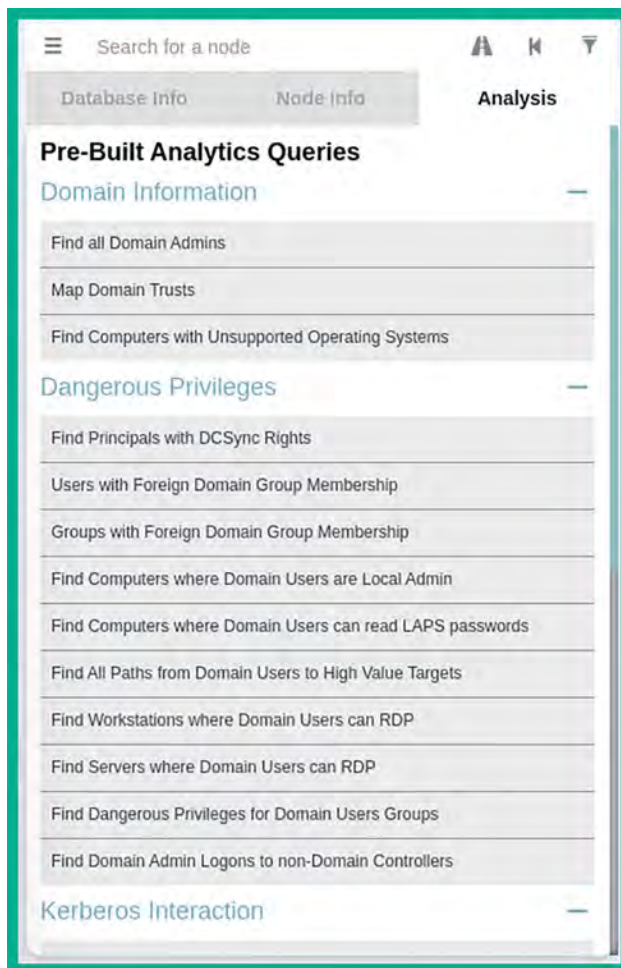 Search for a node
Database Info
Node Info
Analysis
Pre-Built Analytics Queries
Domain Information
Find all Domain Admins
Map Domain Trusts
Find Computers with Unsupported Operating Systems
Dangerous Privileges
Find Principals with DCSync Rights
Users with Foreign Domain Group Membership
Groups with Foreign Domain Group Membership
Find Computers where Domain Users are Local Admin
Find Computers where Domain Users can read LAPS passwords
Find All Paths from Domain Users to High Value Targets
Find Workstations where Domain Users can RDP
Find Servers where Domain Users can RDP
Find Dangerous Privileges for Domain Users Groups
Find Domain Admin Logons to non-Domain Controllers
Kerberos Interaction